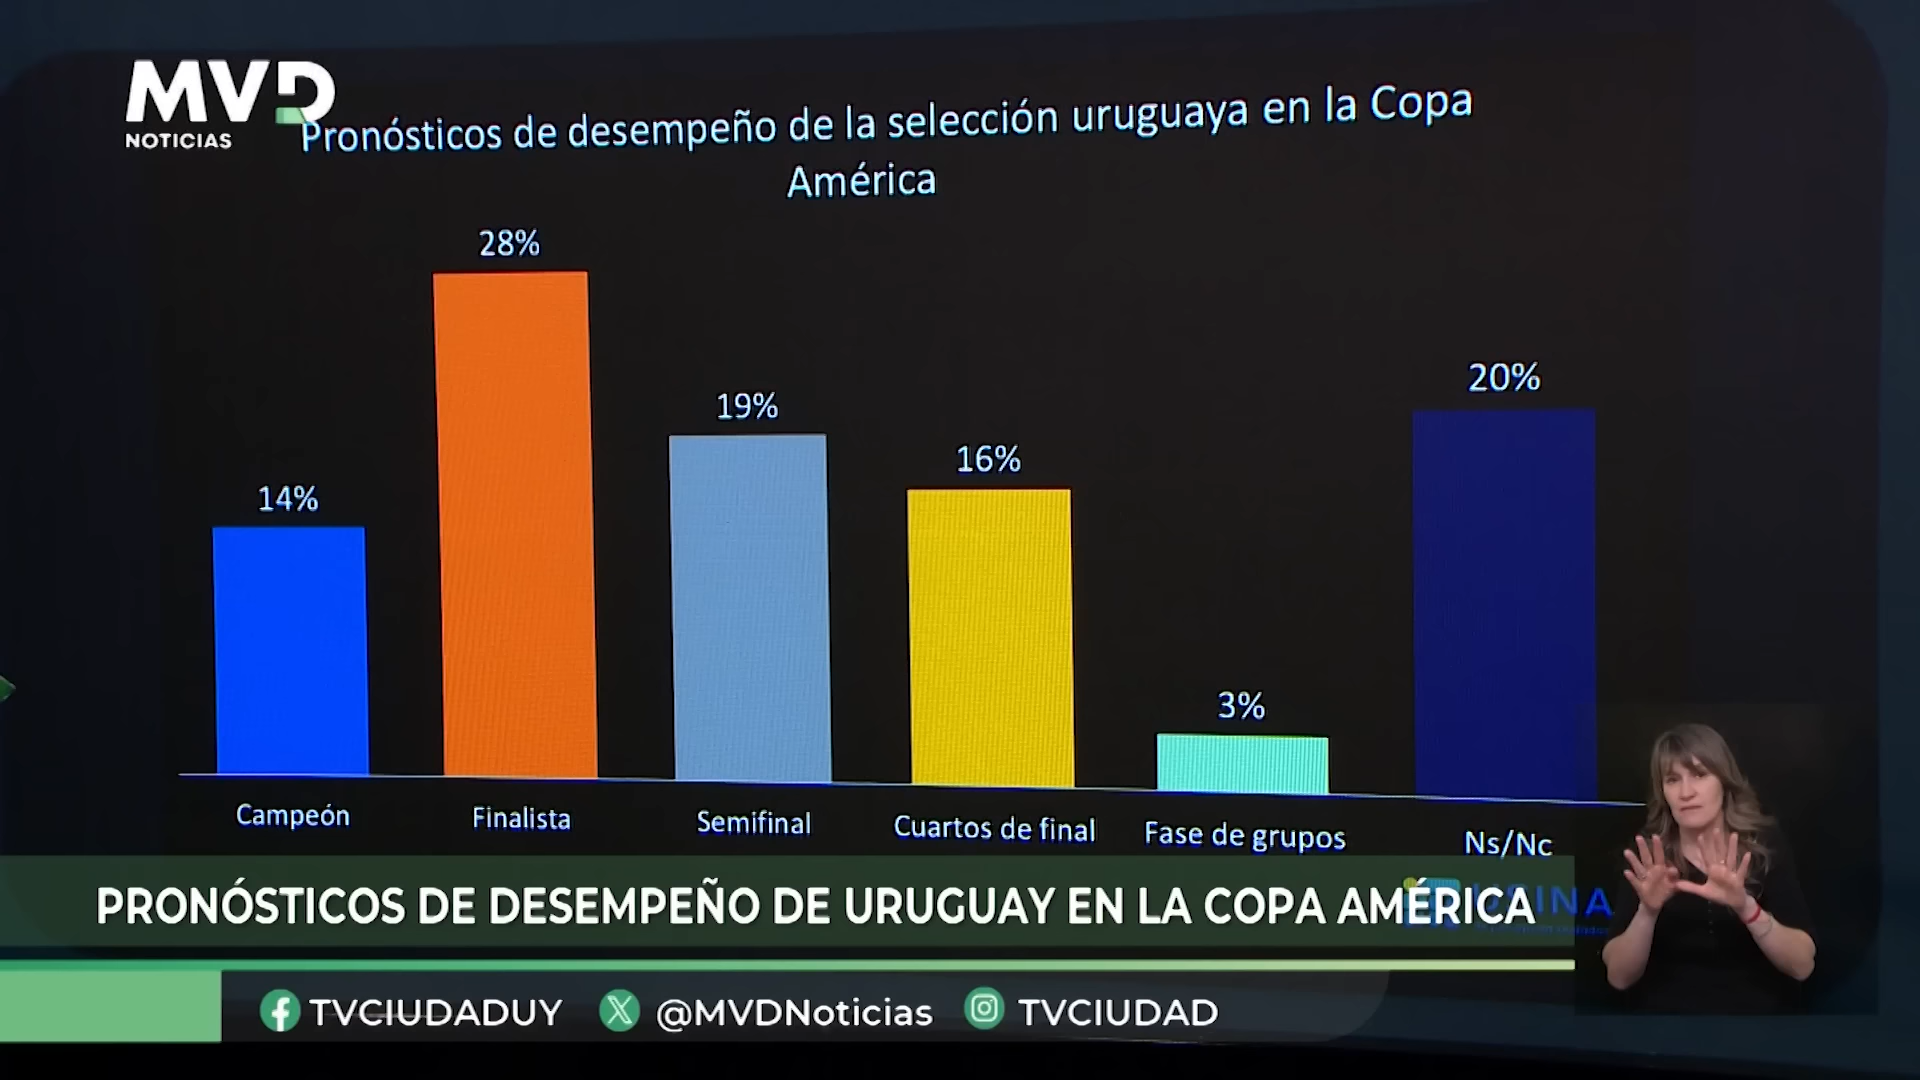 MVD
NOTICIAS
Pronósticos de desempeño de la selección uruguaya en la Copa
América
28%
20%
19%
16%
14%
3%
Campeón
Finalista
Semifinal
Cuartos de final
Fase de grupos
Ns/Nc
PRONÓSTICOS DE DESEMPEÑO DE URUGUAY EN LA COPA AMÉRICA
TVCIUDADUY
@MVDNoticias
TVCIUDAD